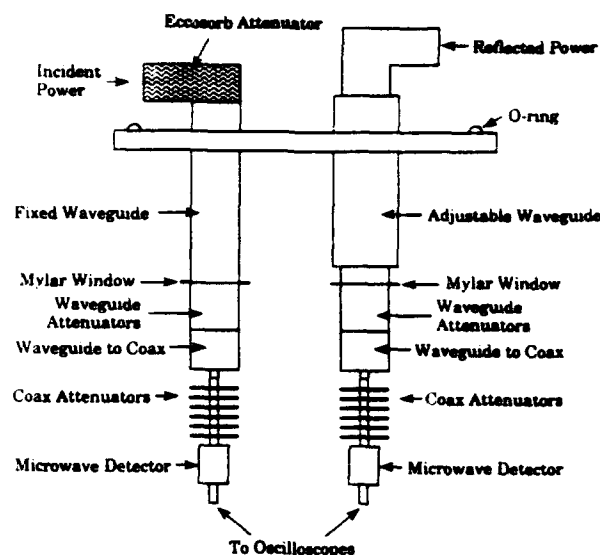 Eccosorb Attenuator
Reflected Power
Incident
Power
O-ring
Fixed Waveguide
Adjustable Waveguide
Mylar Window
Mylar Window
Waveguide
Attenuators
Waveguide
Attenuators
Waveguide to Coax
Waveguide to Coax
Coax Attenuators
Coax Attenuators
Microwave Detector
Microwave Detector
To Oscilloscopes